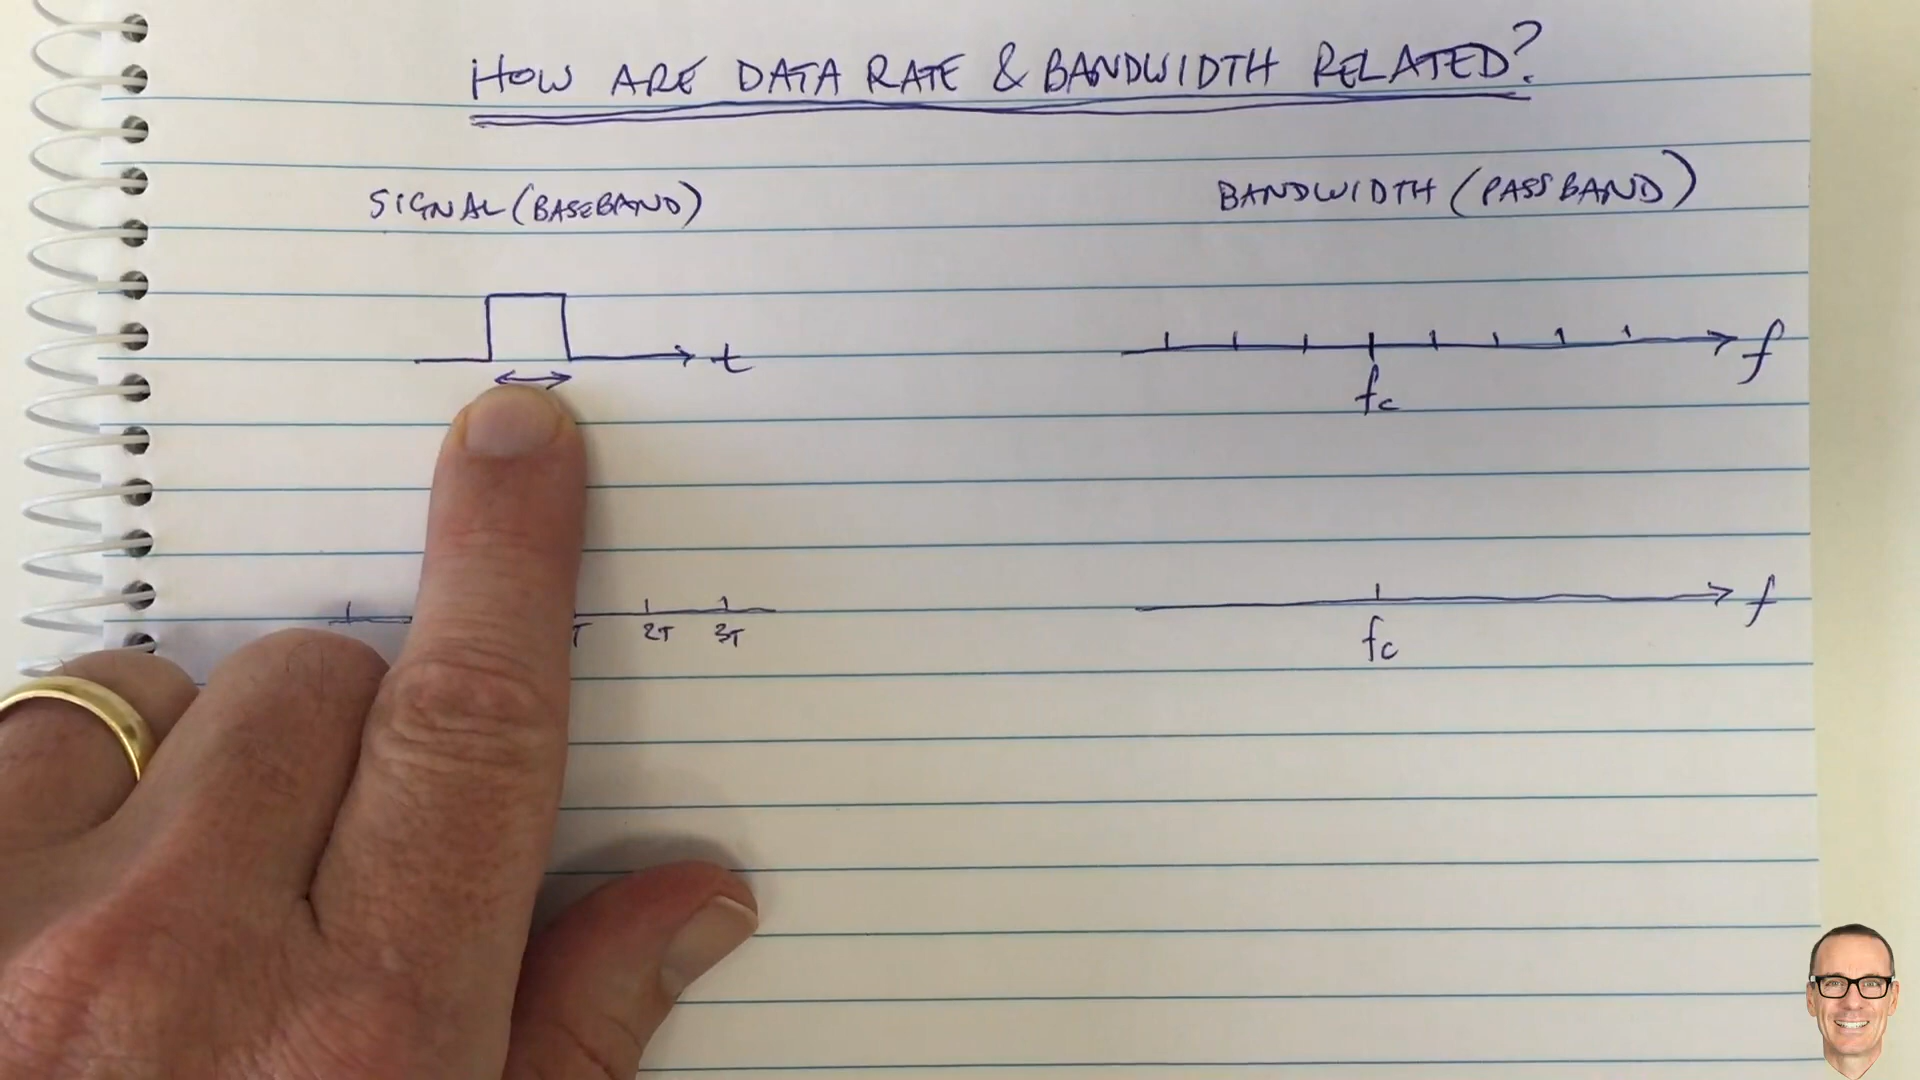 HOW ARE DATA RATE & BANDWIDTH RELATED?
SIGNAL (BASEBAND)
BANDWIDTH (PASSBAND)
t
f
fc
T 2T 3T
f
fc